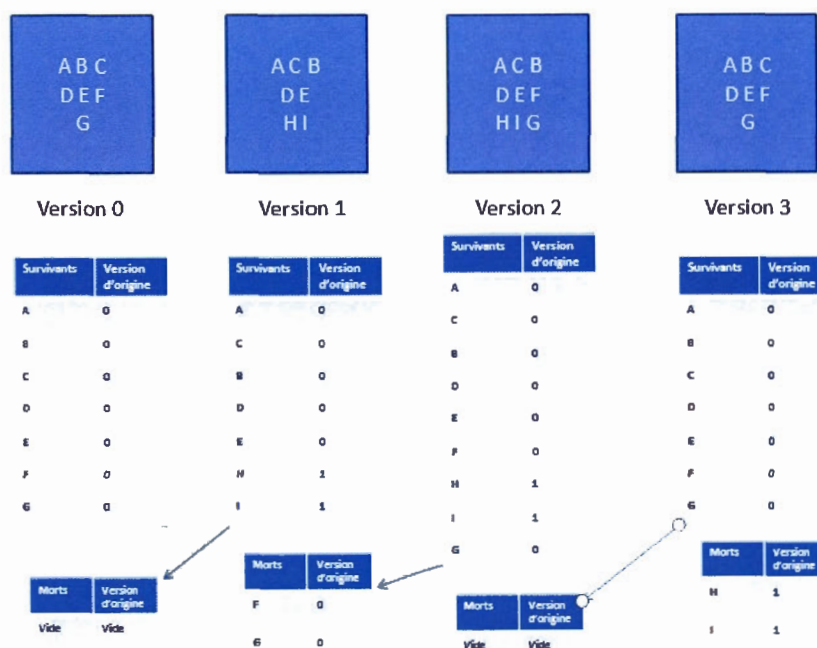 A B C
D E F
G
Version 0
Survivants Version d'origine
A 0
B 0
C 0
D 0
E 0
F 0
G 0
Morts Version d'origine
Vide Vide
A C B
D E
H I
Version 1
Survivants Version d'origine
A 0
C 0
B 0
D 0
E 0
H 1
I 1
Morts Version d'origine
F 0
G 0
A C B
D E F
H I G
Version 2
Survivants Version d'origine
A 0
C 0
B 0
D 0
E 0
F 0
H 1
I 1
G 0
Morts Version d'origine
Vide Vide
A B C
D E F
G
Version 3
Survivants Version d'origine
A 0
B 0
C 0
D 0
E 0
F 0
G 0
Morts Version d'origine
H 1
I 1